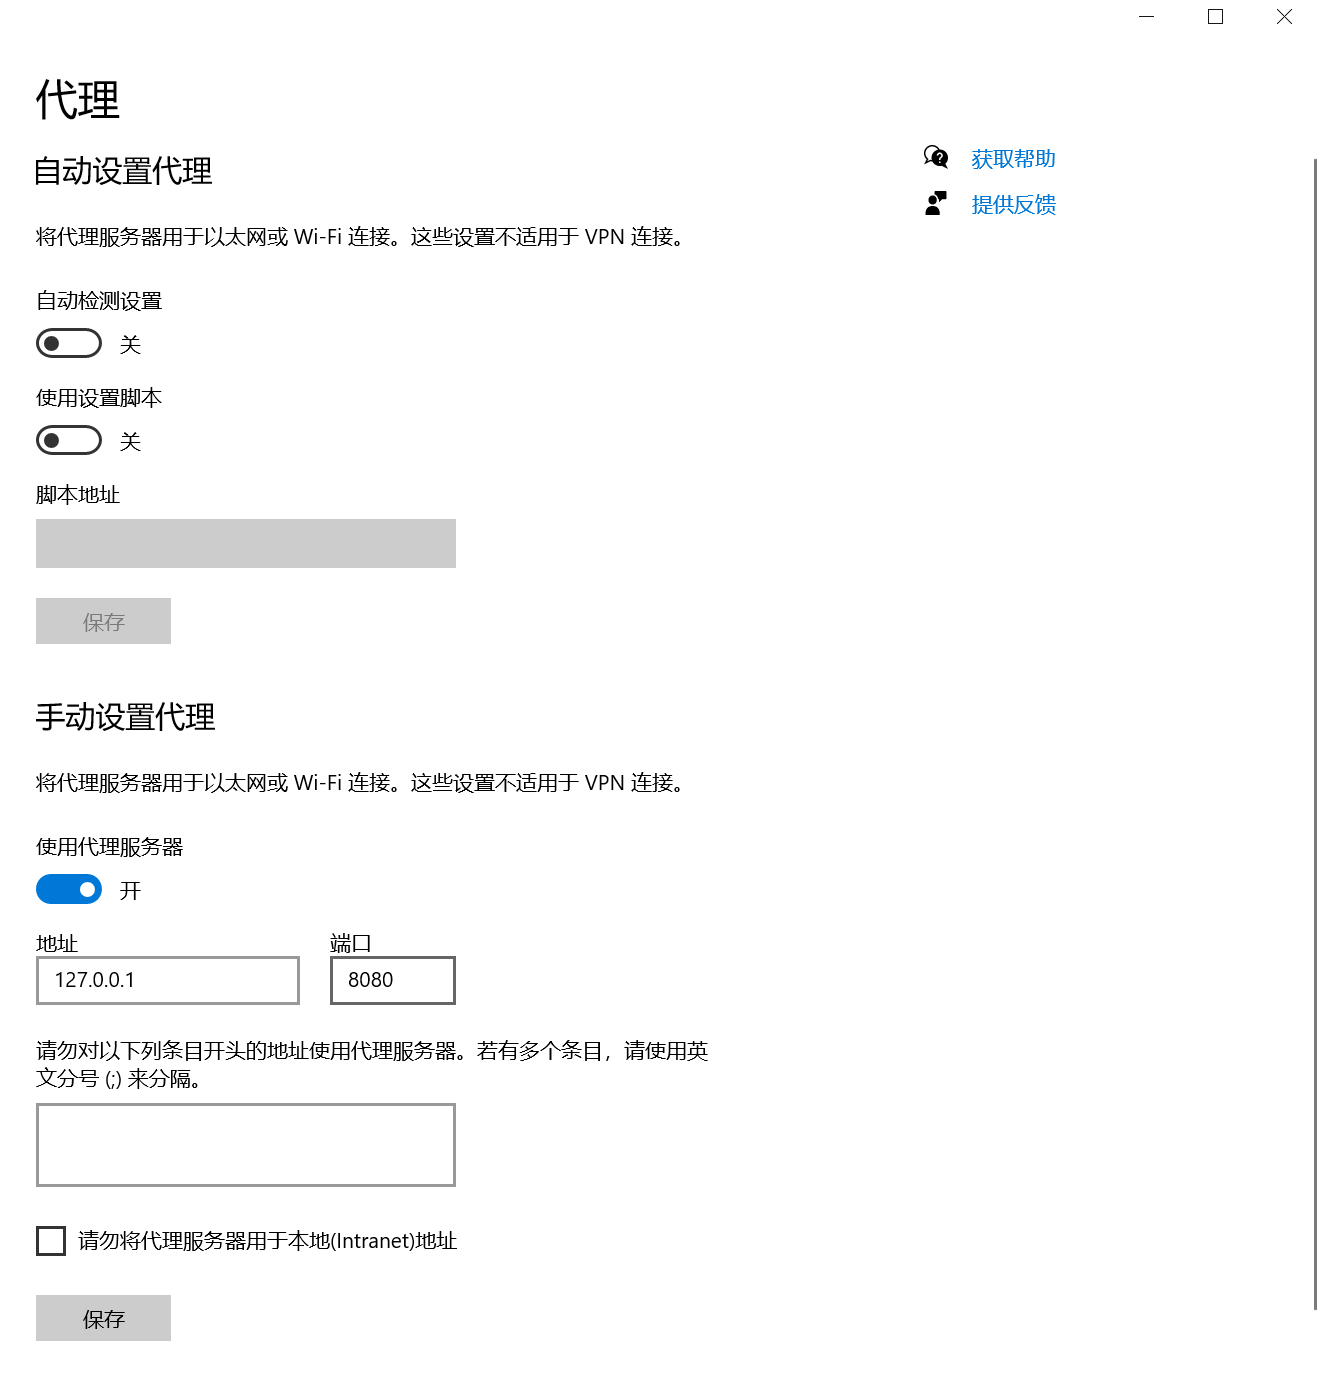 代理
自动设置代理
将代理服务器用于以太网或 Wi-Fi 连接。这些设置不适用于 VPN 连接。
自动检测设置
关
使用设置脚本
关
脚本地址
保存
手动设置代理
将代理服务器用于以太网或 Wi-Fi 连接。这些设置不适用于 VPN 连接。
使用代理服务器
开
地址 端口
127.0.0.1 8080
请勿对以下列条目开头的地址使用代理服务器。若有多个条目，请使用英
文分号 (;) 来分隔。
请勿将代理服务器用于本地(Intranet)地址
保存
获取帮助
提供反馈